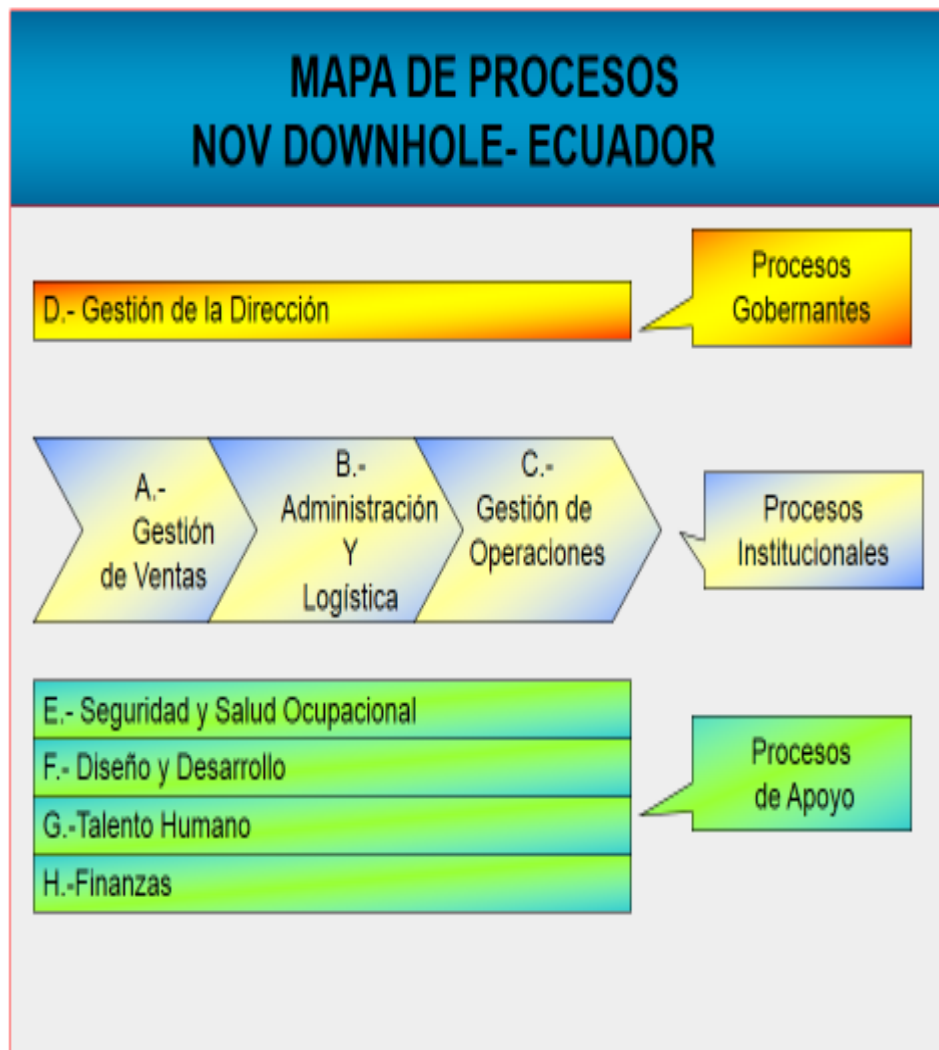 MAPA DE PROCESOS
NOV DOWNHOLE- ECUADOR
D.- Gestión de la Dirección
Procesos
Gobernantes
A.-
Gestión
de Ventas
B.-
Administración
Y
Logística
C.-
Gestión de
Operaciones
Procesos
Institucionales
E.- Seguridad y Salud Ocupacional
F.- Diseño y Desarrollo
G.-Talento Humano
H.-Finanzas
Procesos
de Apoyo